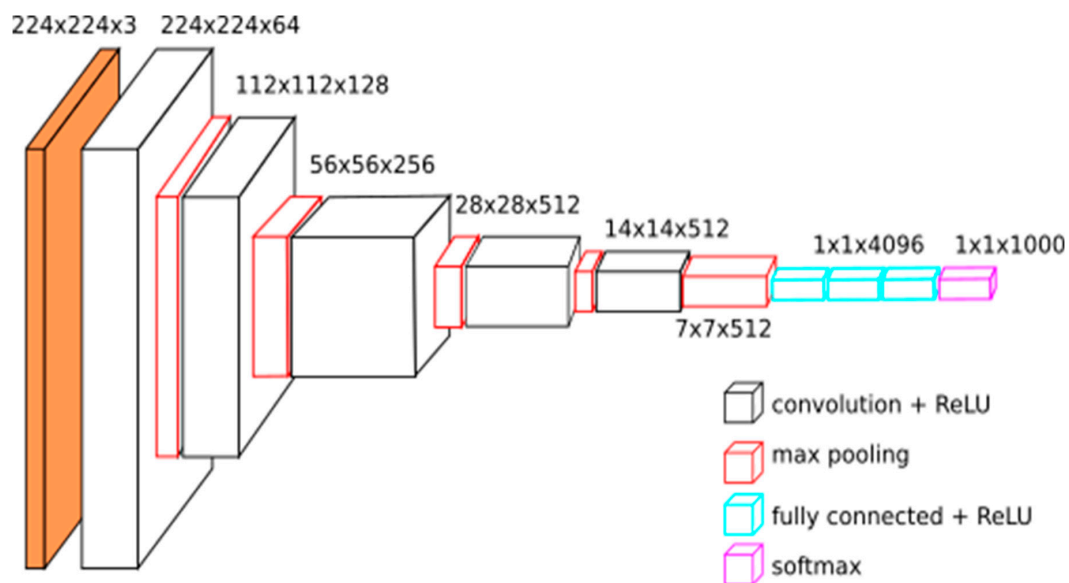 224x224x3
224x224x64
112x112x128
56x56x256
28x28x512
14x14x512
1x1x4096
1x1x1000
7x7x512
convolution + ReLU
max pooling
fully connected + ReLU
softmax